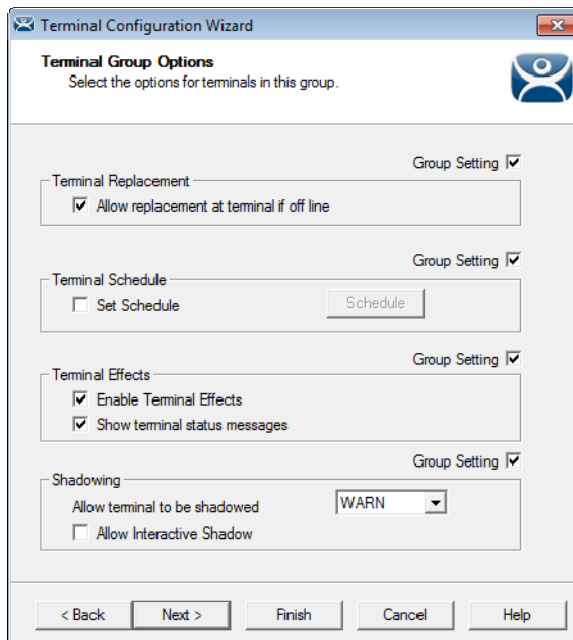 Terminal Configuration Wizard
Terminal Group Options
Select the options for terminals in this group.
Group Setting
Terminal Replacement
Allow replacement at terminal if off line
Group Setting
Terminal Schedule
Set Schedule
Schedule
Group Setting
Terminal Effects
Enable Terminal Effects
Show terminal status messages
Group Setting
Shadowing
Allow terminal to be shadowed
WARN
Allow Interactive Shadow
< Back
Next >
Finish
Cancel
Help